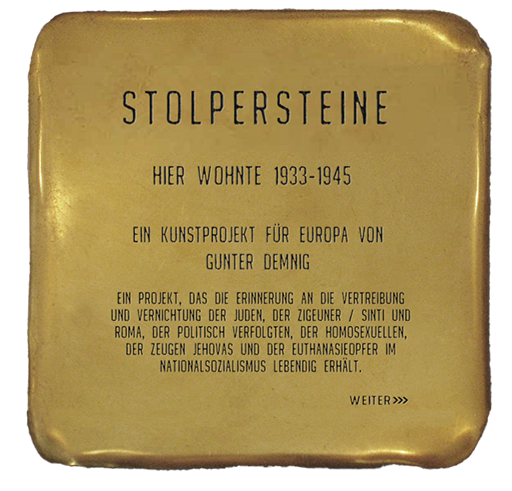 STOLPERSTEINE
HIER WOHNTE 1933-1945
EIN KUNSTPROJEKT FÜR EUROPA VON
GUNTER DEMNIG
EIN PROJEKT, DAS DIE ERINNERUNG AN DIE VERTREIBUNG
UND VERNICHTUNG DER JUDEN, DER ZIGEUNER / SINTI UND
ROMA, DER POLITISCH VERFOLGTEN, DER HOMOSEXUELLEN,
DER ZEUGEN JEHOVAS UND DER EUTHANASIEOPFER IM
NATIONALSOZIALISMUS LEBENDIG ERHÄLT.
WEITER>>>